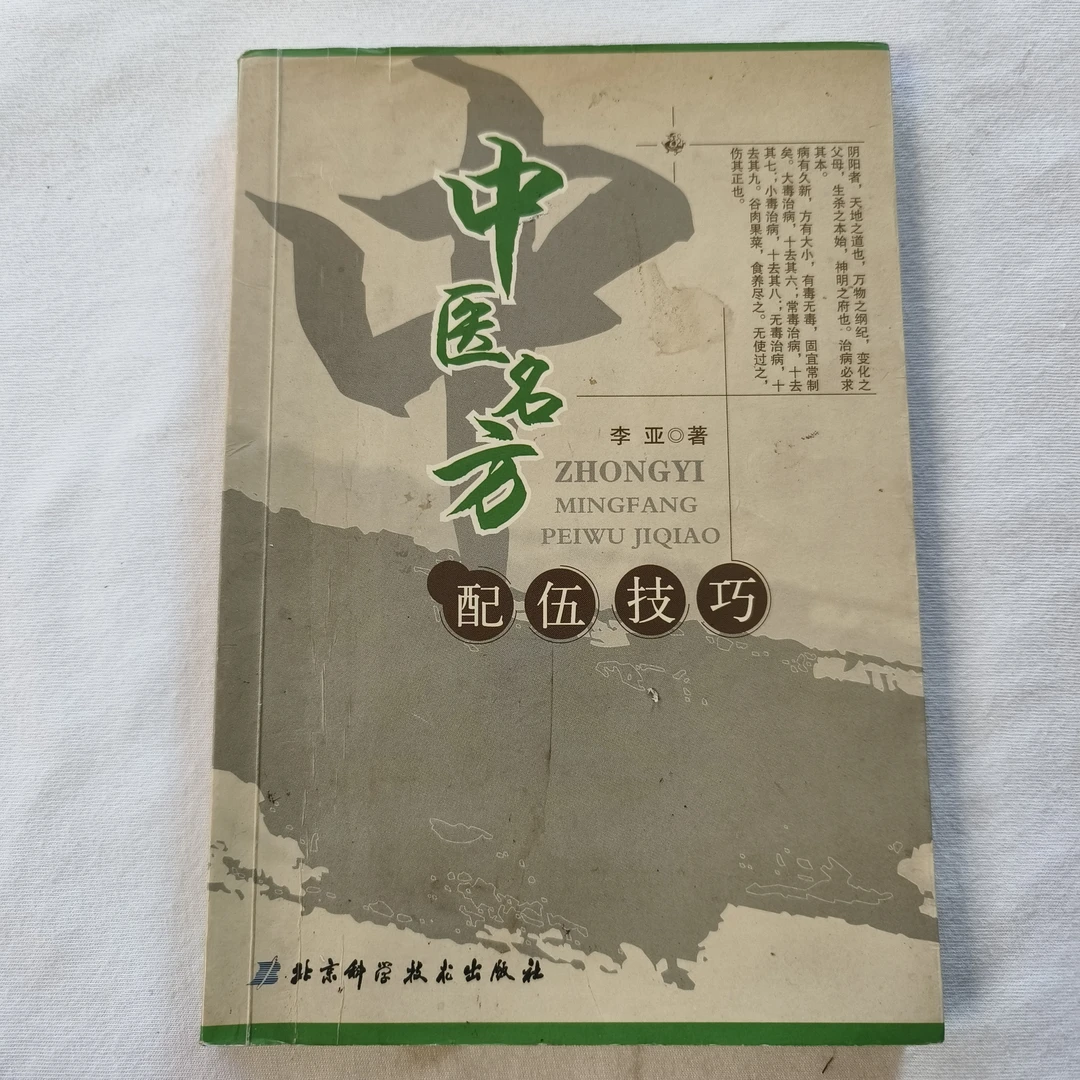 中医名方
阴阳者，天地之道也，万物之纲纪，变化之
父母，生杀之本始，神明之府也。治病必求
其本。
病有久新，方有大小，有毒无毒，固宜常制
矣。大毒治病，十去其六；常毒治病，十去
其七；小毒治病，十去其八；无毒治病，十
去其九。谷肉果菜，食养尽之。无使过之，
伤其正也。
李 亚◎著
ZHONGYI
MINGFANG
PEIWU JIQIAO
配伍技巧
北京科学技术出版社